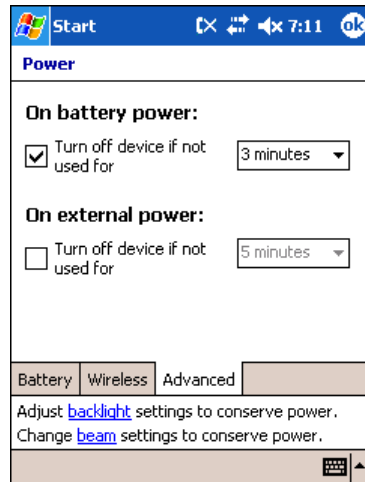 Start 7:11 ok
Power
On battery power:
Turn off device if not
used for
3 minutes
On external power:
Turn off device if not
used for
5 minutes
Battery Wireless Advanced
Adjust backlight settings to conserve power.
Change beam settings to conserve power.